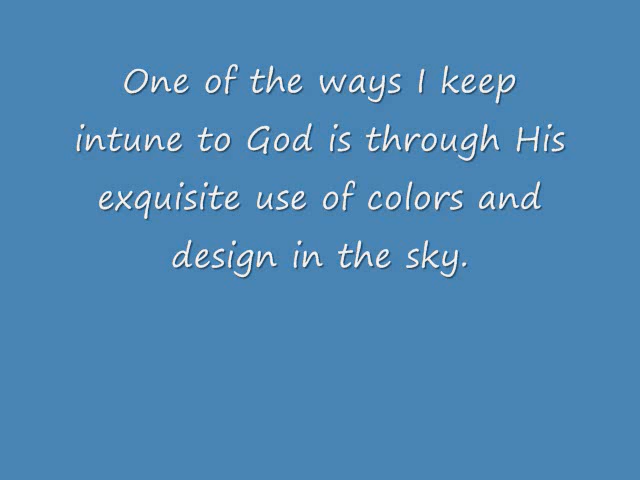 One of the ways I keep
intune to God is through His
exquisite use of colors and
design in the sky.